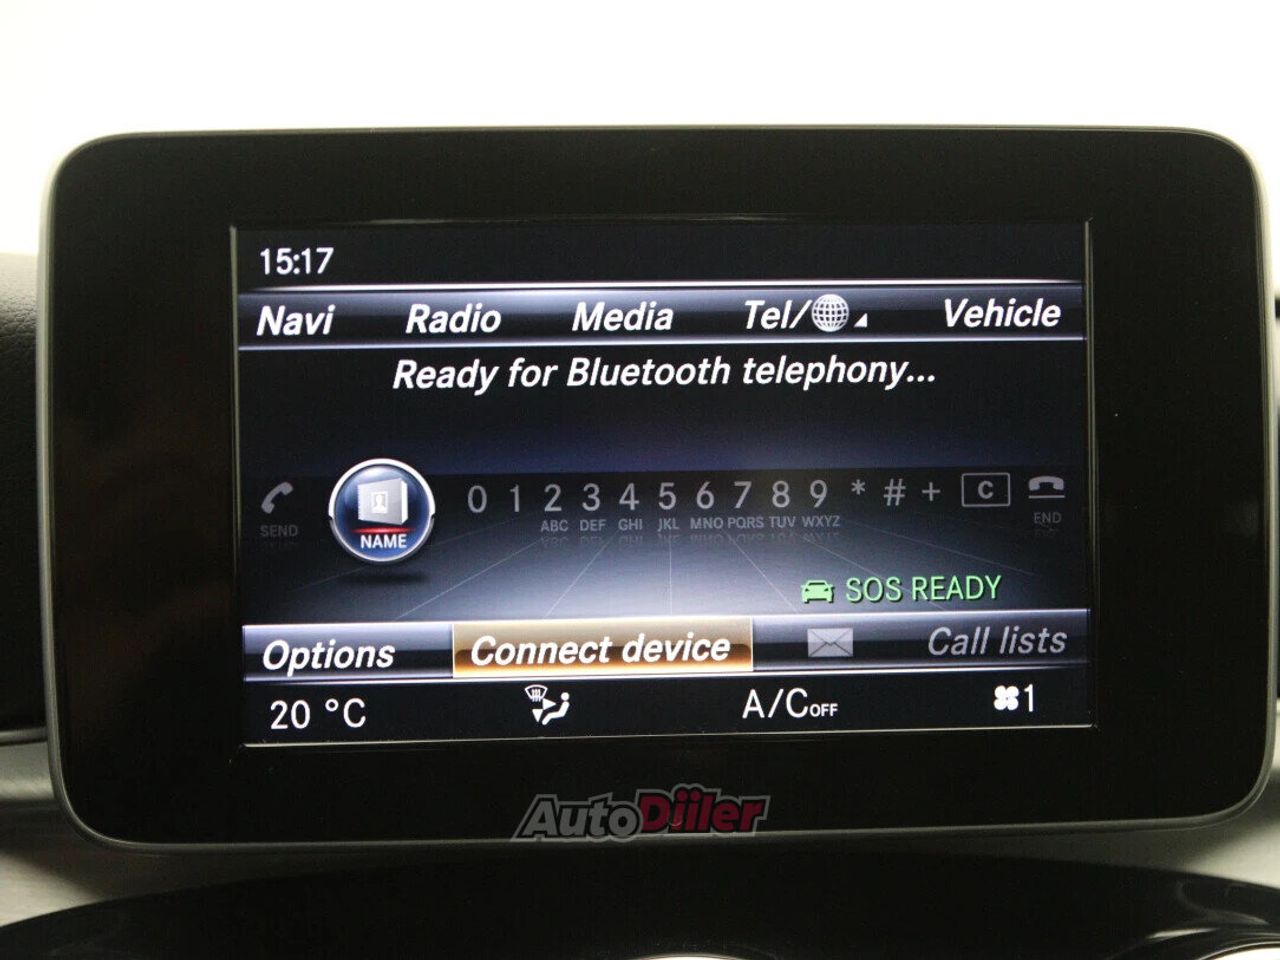 15:17
Navi Radio Media Tel/ Vehicle
Ready for Bluetooth telephony...
SEND NAME 0 1 2 3 4 5 6 7 8 9 * # + C END
ABC DEF GHI JKL MNO PQRS TUV WXYZ
SOS READY
Options Connect device Call lists
20 °C A/C OFF 1
AutoDiiler